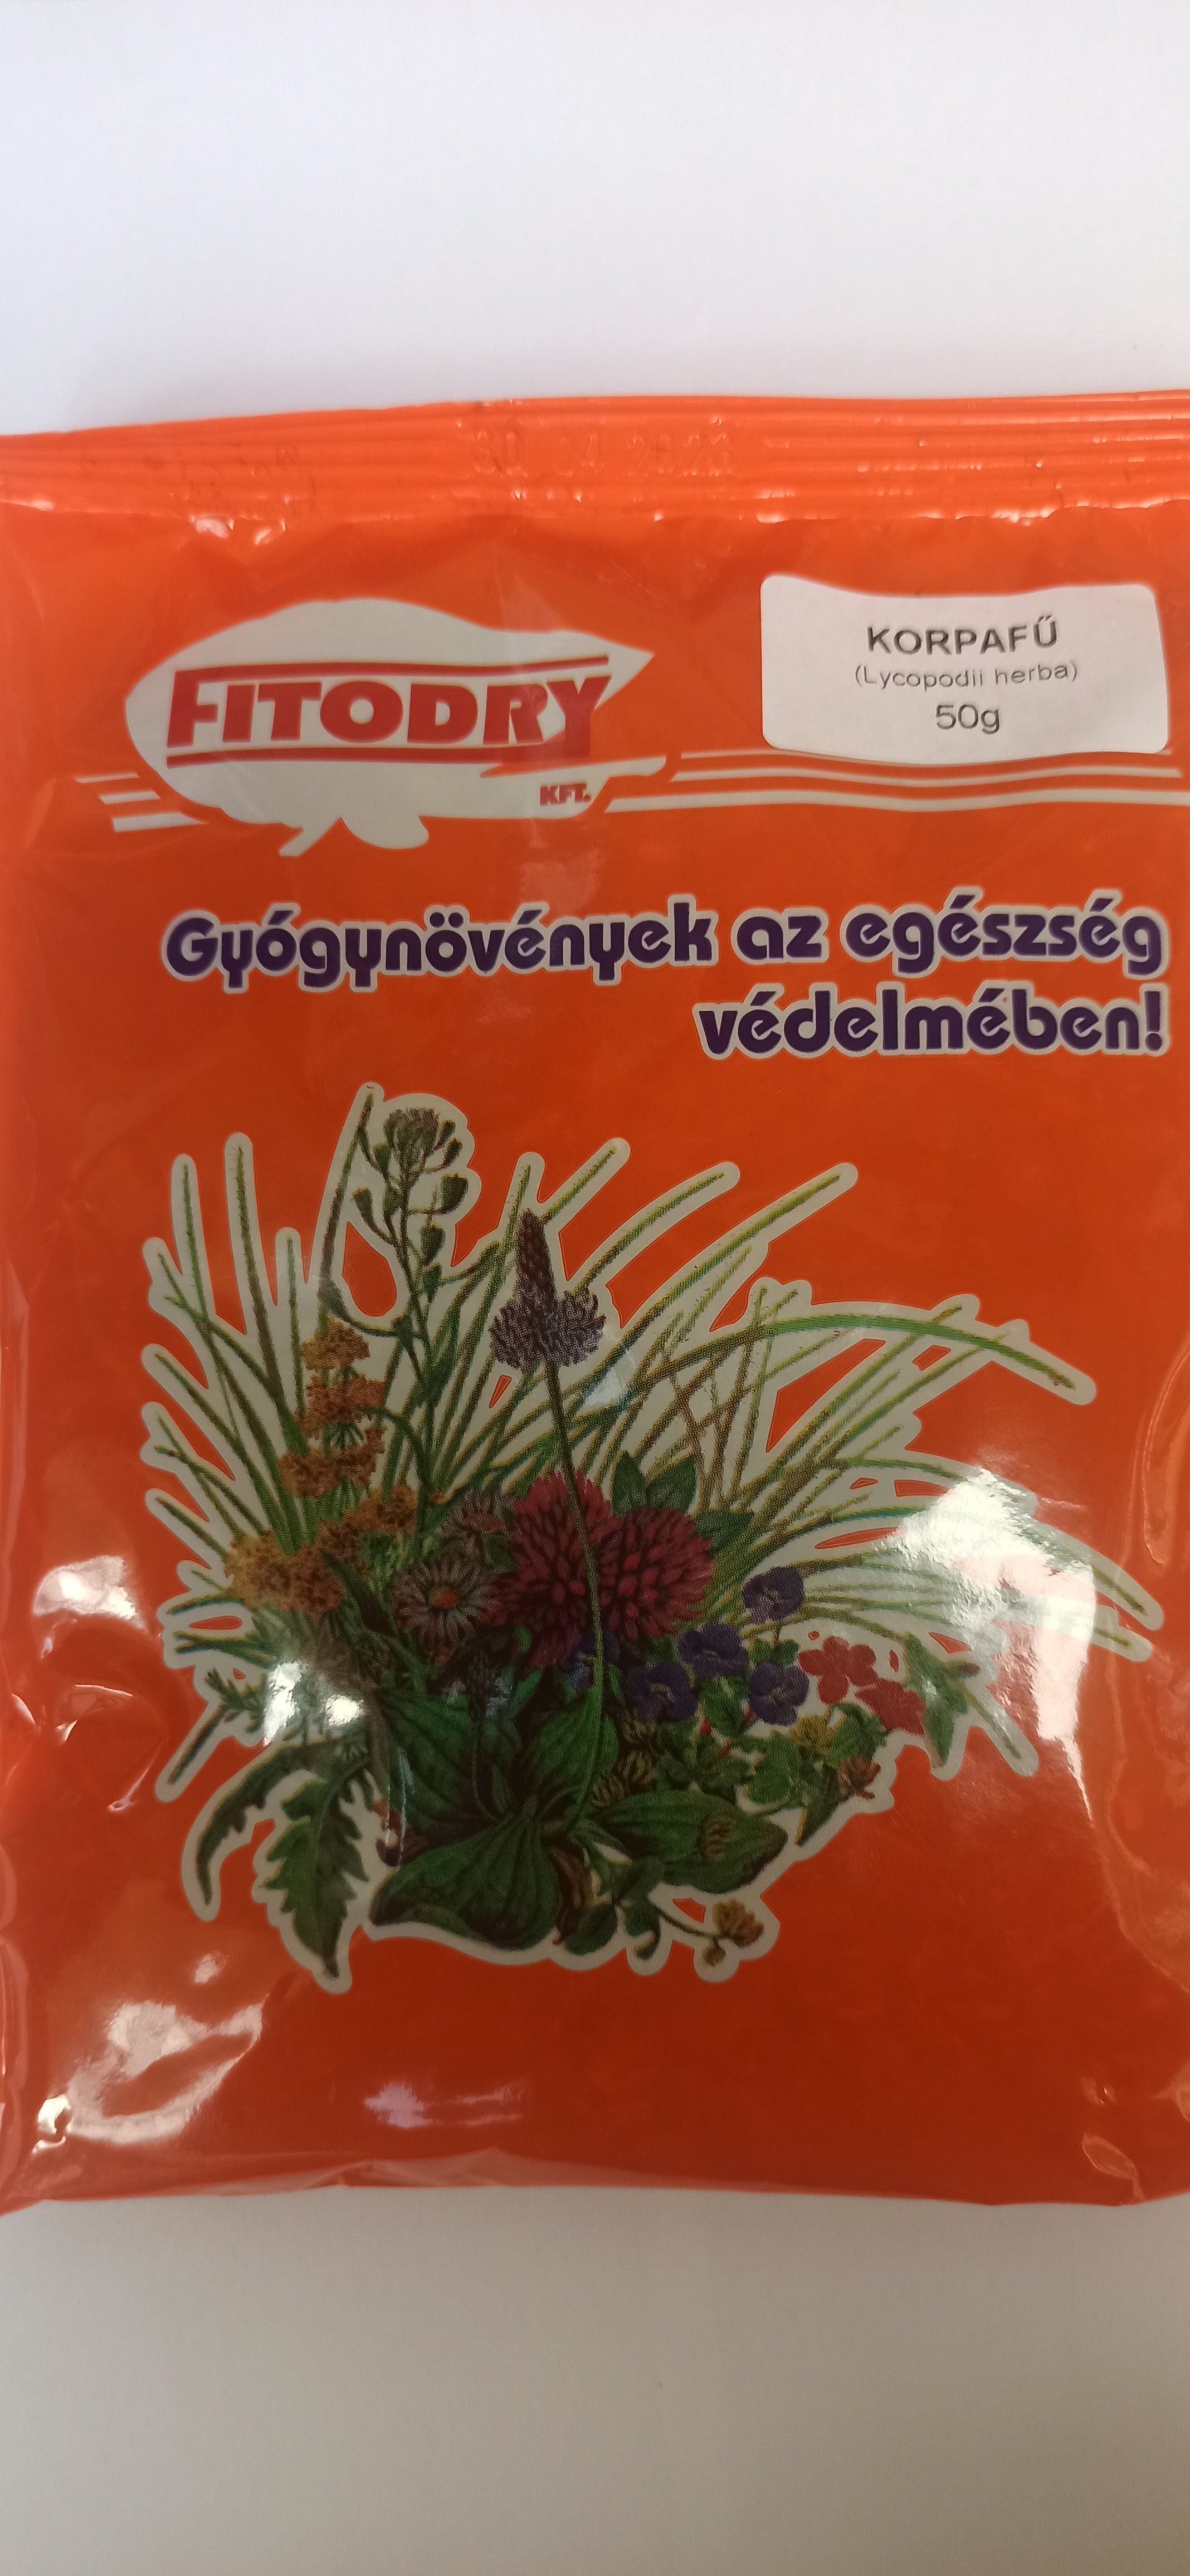 FITODRY
KFT.
KORPAFŰ
(Lycopodii herba)
50g
Gyógynövények az egészség
védelmében!